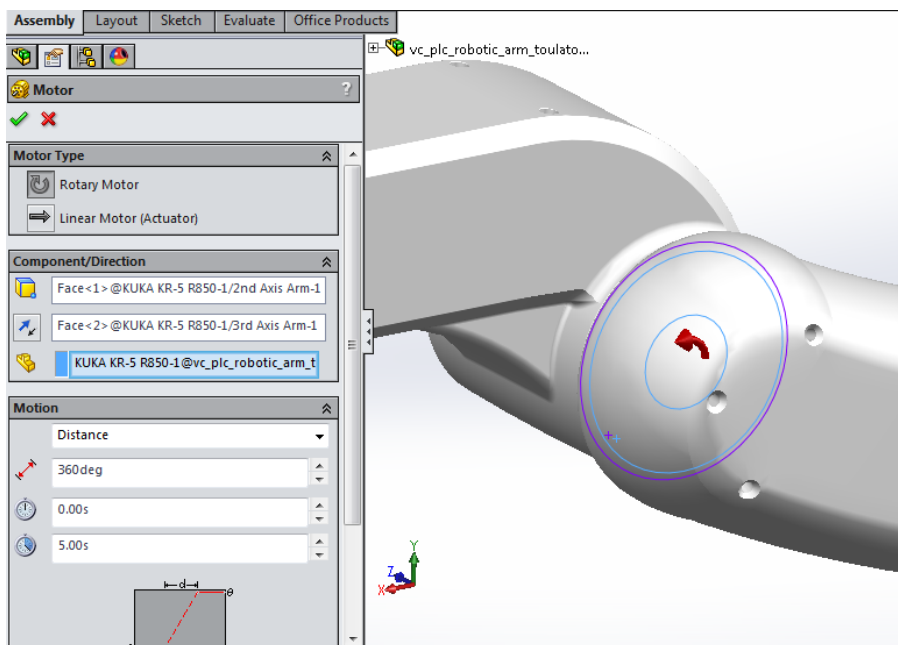 Assembly Layout Sketch Evaluate Office Products
vc_plc_robotic_arm_toulato...
Motor ?
Motor Type
Rotary Motor
Linear Motor (Actuator)
Component/Direction
Face<1>@KUKA KR-5 R850-1/2nd Axis Arm-1
Face<2>@KUKA KR-5 R850-1/3rd Axis Arm-1
KUKA KR-5 R850-1@vc_plc_robotic_arm_t
Motion
Distance
360deg
0.00s
5.00s
d
θ
Y
Z
X